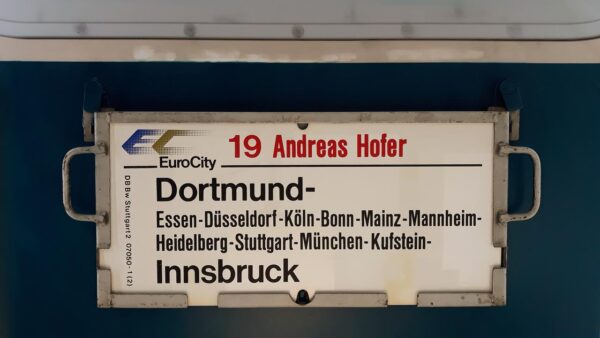 EC
EuroCity
19 Andreas Hofer
Dortmund-
Essen-Düsseldorf-Köln-Bonn-Mainz-Mannheim-
Heidelberg-Stuttgart-München-Kufstein-
Innsbruck
DB Bw Stuttgart 2 07050-1 (2)